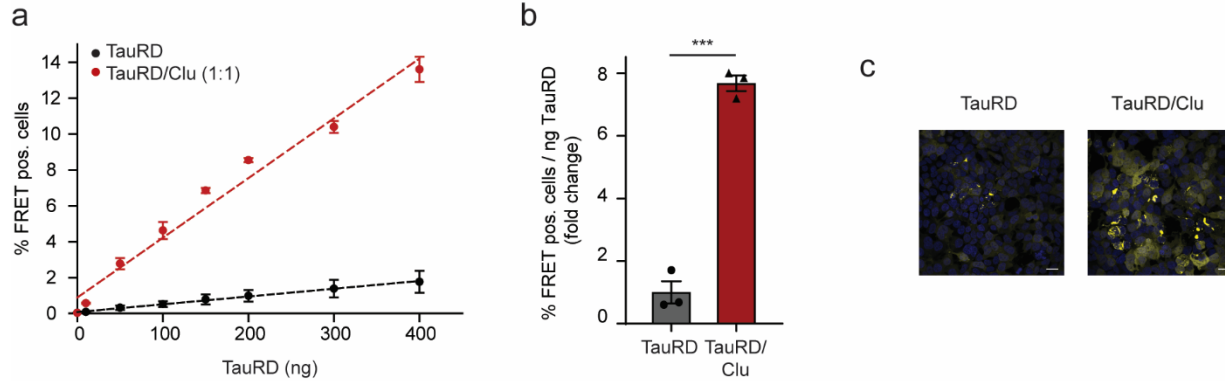 a
TauRD
TauRD/Clu (1:1)
% FRET pos. cells
14
12
10
8
6
4
2
0
0
100
200
300
400
TauRD (ng)
b
***
% FRET pos. cells / ng TauRD
(fold change)
8
6
4
2
0
TauRD
TauRD/
Clu
c
TauRD
TauRD/Clu